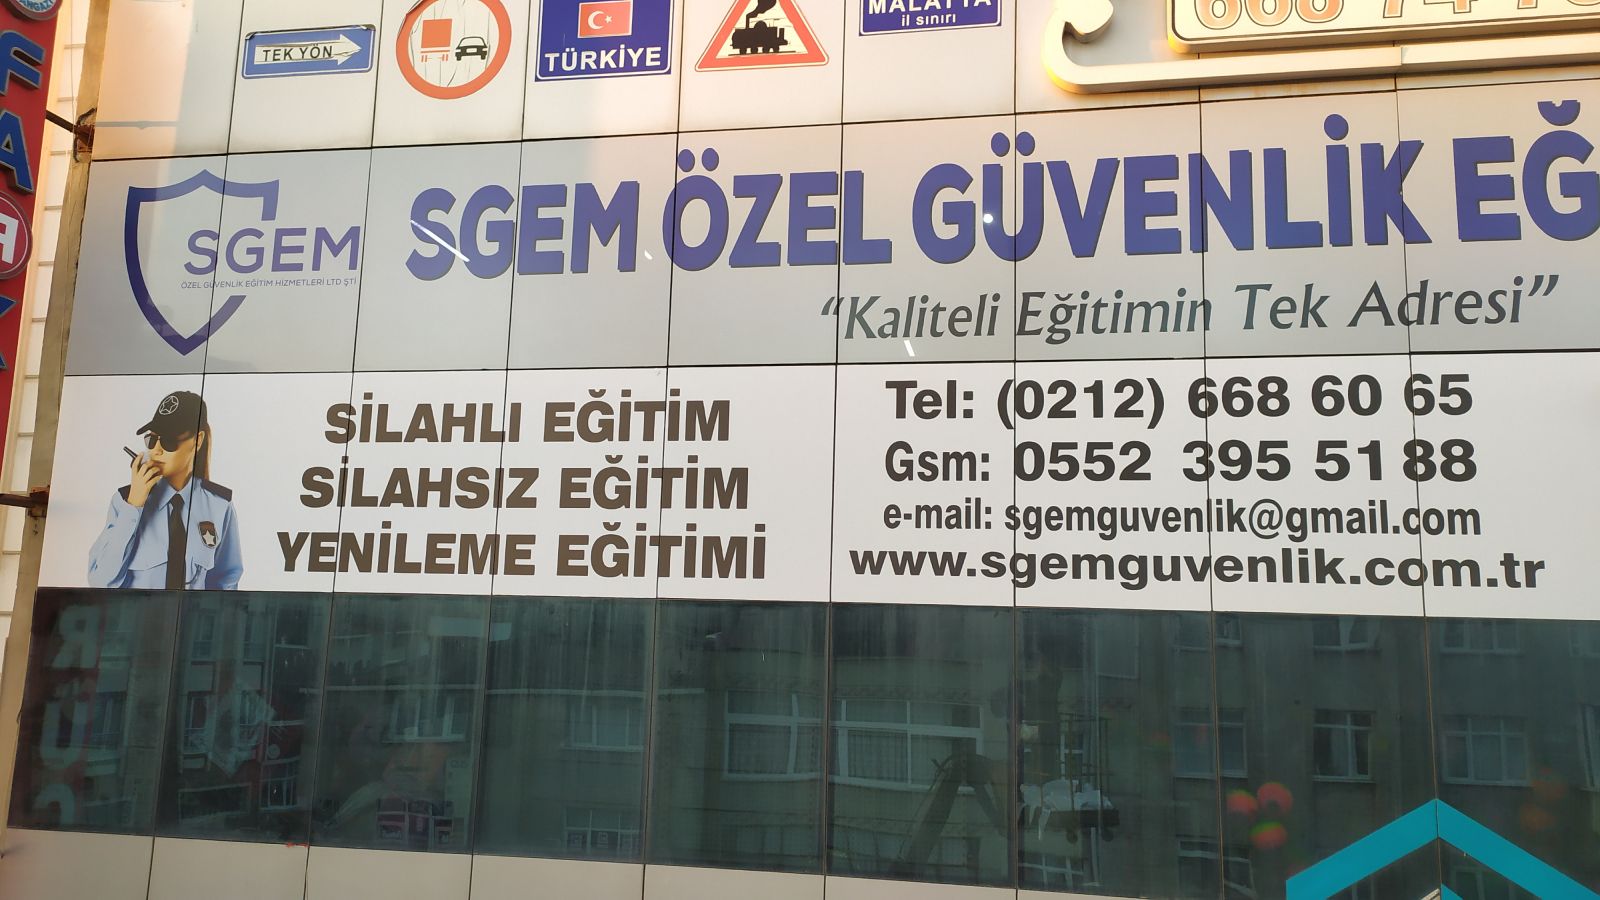 TEK YÖN
TÜRKİYE
MALATYA
il sınırı
SGEM
ÖZEL GÜVENLİK EĞİTİM HİZMETLERİ LTD ŞTİ
SGEM ÖZEL GÜVENLİK EĞ
"Kaliteli Eğitimin Tek Adresi"
SİLAHLI EĞİTİM
SİLAHSIZ EĞİTİM
YENİLEME EĞİTİMİ
Tel: (0212) 668 60 65
Gsm: 0552 395 51 88
e-mail: sgemguvenlik@gmail.com
www.sgemguvenlik.com.tr